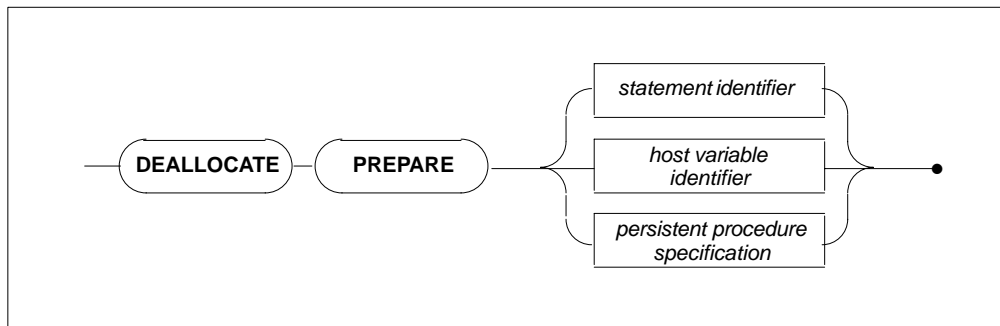 statement identifier
DEALLOCATE PREPARE
host variable
identifier
persistent procedure
specification